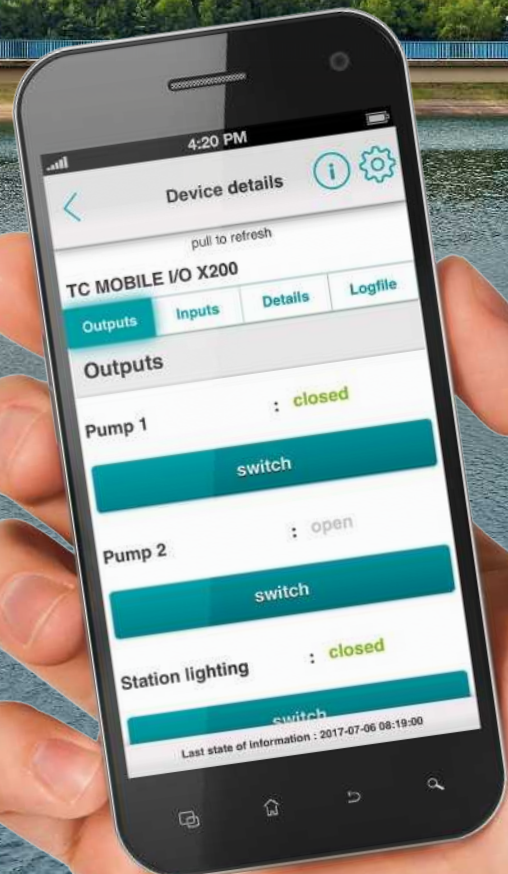 4:20 PM
Device details
pull to refresh
TC MOBILE I/O X200
Outputs Inputs Details Logfile
Outputs
Pump 1 : closed
switch
Pump 2 : open
switch
Station lighting : closed
switch
Last state of information : 2017-07-06 08:19:00